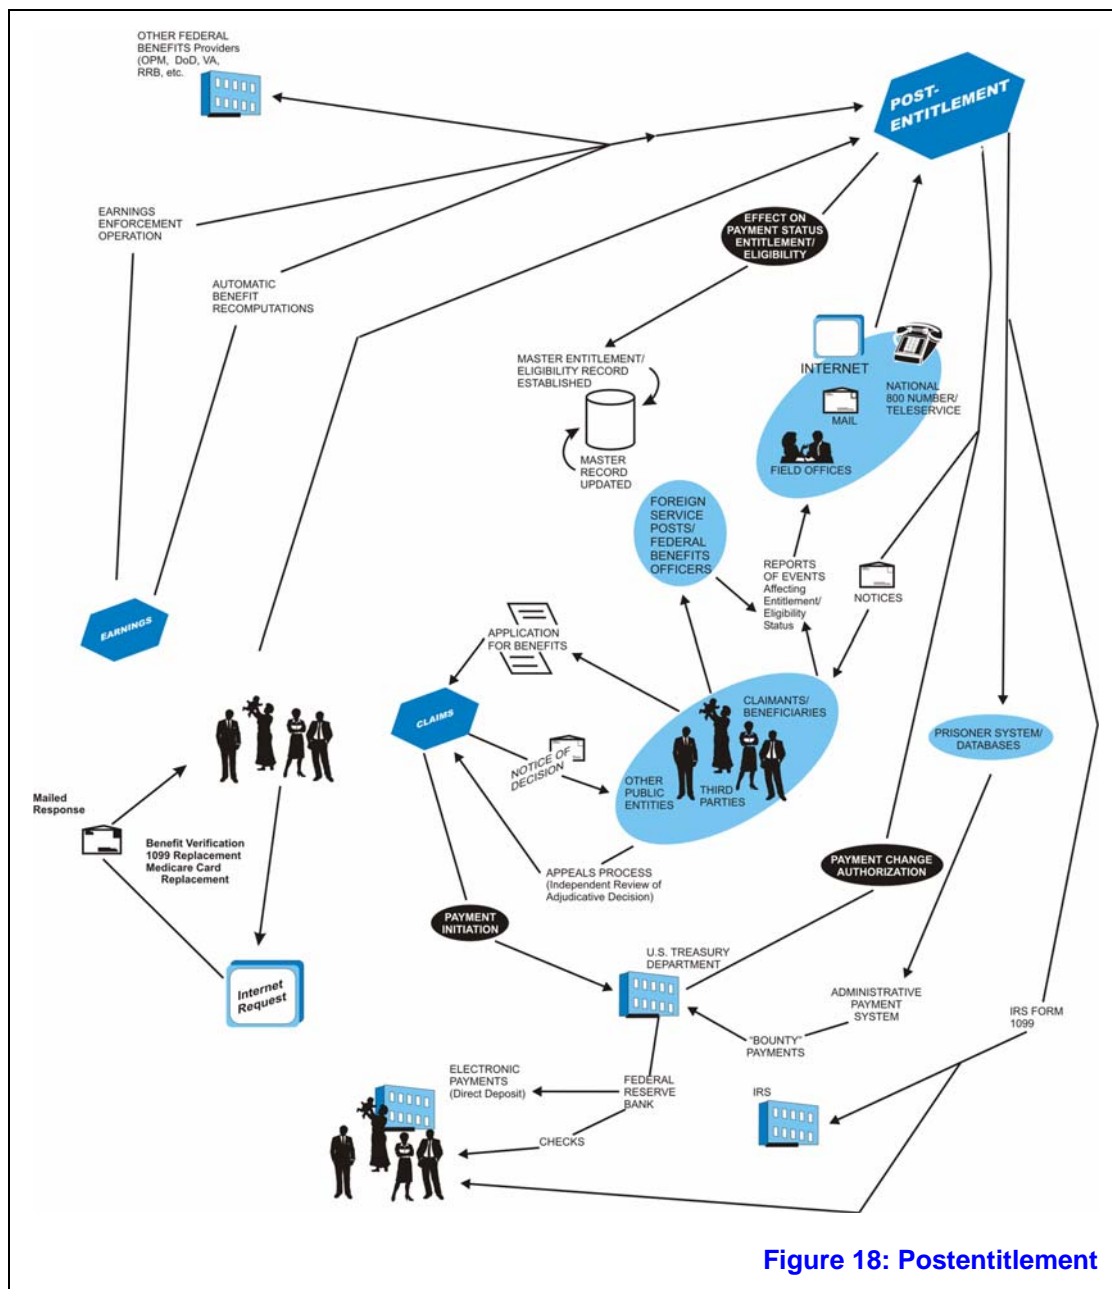 OTHER FEDERAL
BENEFITS Providers
(OPM, DoD, VA,
RRB, etc.
POST-
ENTITLEMENT
EARNINGS
ENFORCEMENT
OPERATION
EFFECT ON
PAYMENT STATUS
ENTITLEMENT/
ELIGIBILITY
AUTOMATIC
BENEFIT
RECOMPUTATIONS
MASTER ENTITLEMENT/
ELIGIBILITY RECORD
ESTABLISHED
MASTER
RECORD
UPDATED
INTERNET
NATIONAL
800 NUMBER/
TELESERVICE
MAIL
FIELD OFFICES
FOREIGN
SERVICE
POSTS/
FEDERAL
BENEFITS
OFFICERS
REPORTS
OF EVENTS
Affecting
Entitlement/
Eligibility
Status
NOTICES
EARNINGS
APPLICATION
FOR BENEFITS
CLAIMS
NOTICE OF
DECISION
CLAIMANTS/
BENEFICIARIES
OTHER
PUBLIC
ENTITIES
THIRD
PARTIES
PRISONER SYSTEM/
DATABASES
Mailed
Response
Benefit Verification
1099 Replacement
Medicare Card
Replacement
APPEALS PROCESS
(Independent Review of
Adjudicative Decision)
PAYMENT CHANGE
AUTHORIZATION
PAYMENT
INITIATION
U.S. TREASURY
DEPARTMENT
Internet
Request
ADMINISTRATIVE
PAYMENT
SYSTEM
IRS FORM
1099
"BOUNTY"
PAYMENTS
ELECTRONIC
PAYMENTS
(Direct Deposit)
FEDERAL
RESERVE
BANK
IRS
CHECKS
Figure 18: Postentitlement